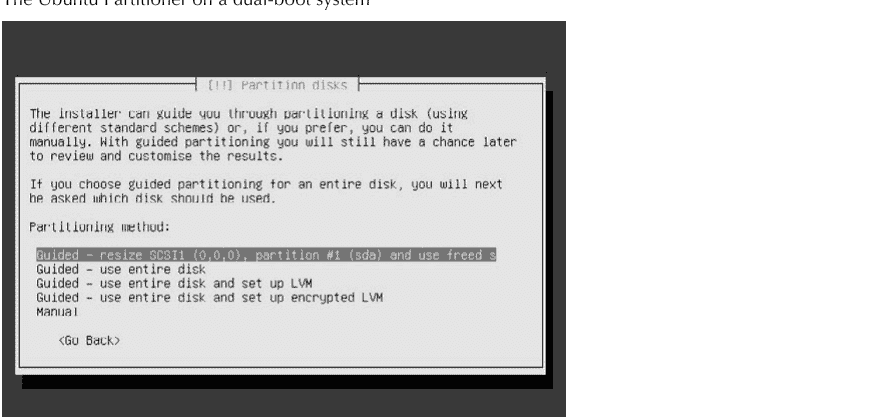 The Ubuntu Partitioner on a dual-boot system
[!!] Partition disks
The installer can guide you through partitioning a disk (using
different standard schemes) or, if you prefer, you can do it
manually. With guided partitioning you will still have a chance later
to review and customise the results.
If you choose guided partitioning for an entire disk, you will next
be asked which disk should be used.
Partitioning method:
Guided - resize SCSI1 (0,0,0), partition #1 (sda) and use freed s
Guided - use entire disk
Guided - use entire disk and set up LVM
Guided - use entire disk and set up encrypted LVM
Manual
<Go Back>